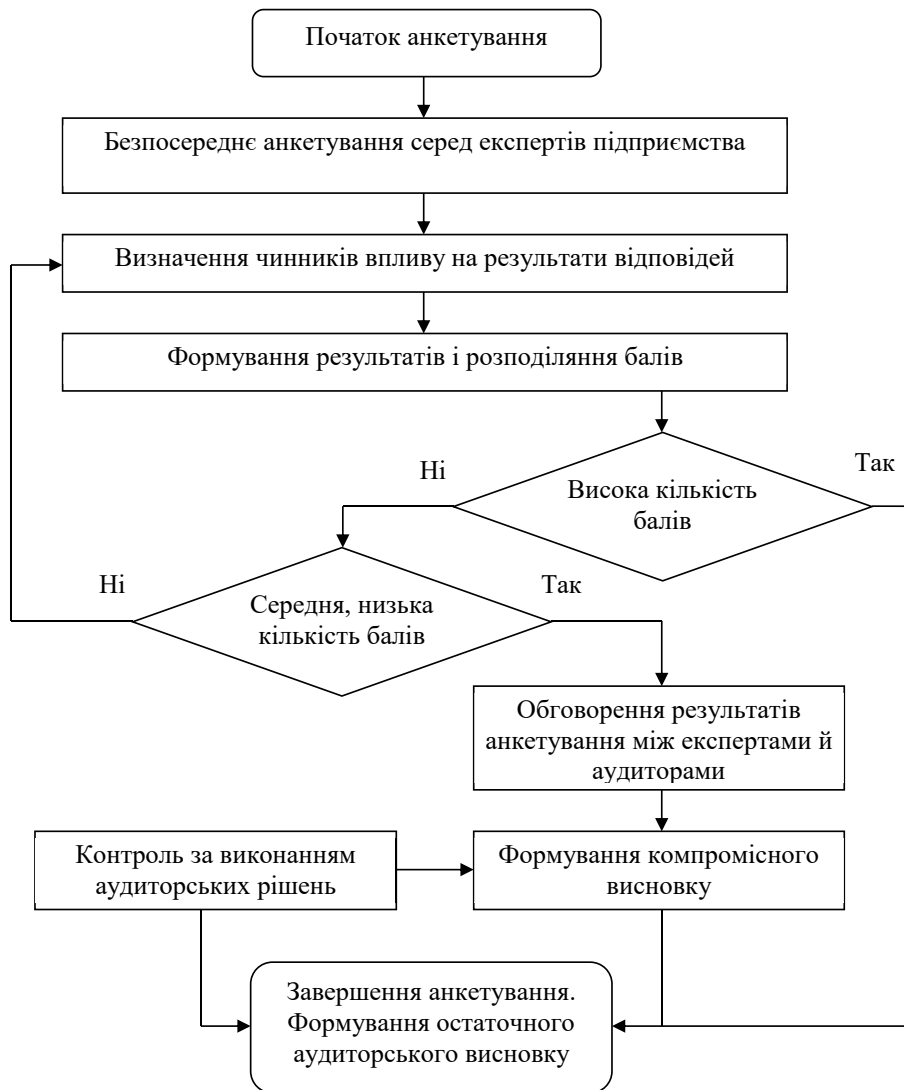 Початок анкетування
Безпосереднє анкетування серед експертів підприємства
Визначення чинників впливу на результати відповідей
Формування результатів і розподіляння балів
Ні
Так
Висока кількість
балів
Ні
Так
Середня, низька
кількість балів
Обговорення результатів
анкетування між експертами й
аудиторами
Контроль за виконанням
аудиторських рішень
Формування компромісного
висновку
Завершення анкетування.
Формування остаточного
аудиторського висновку